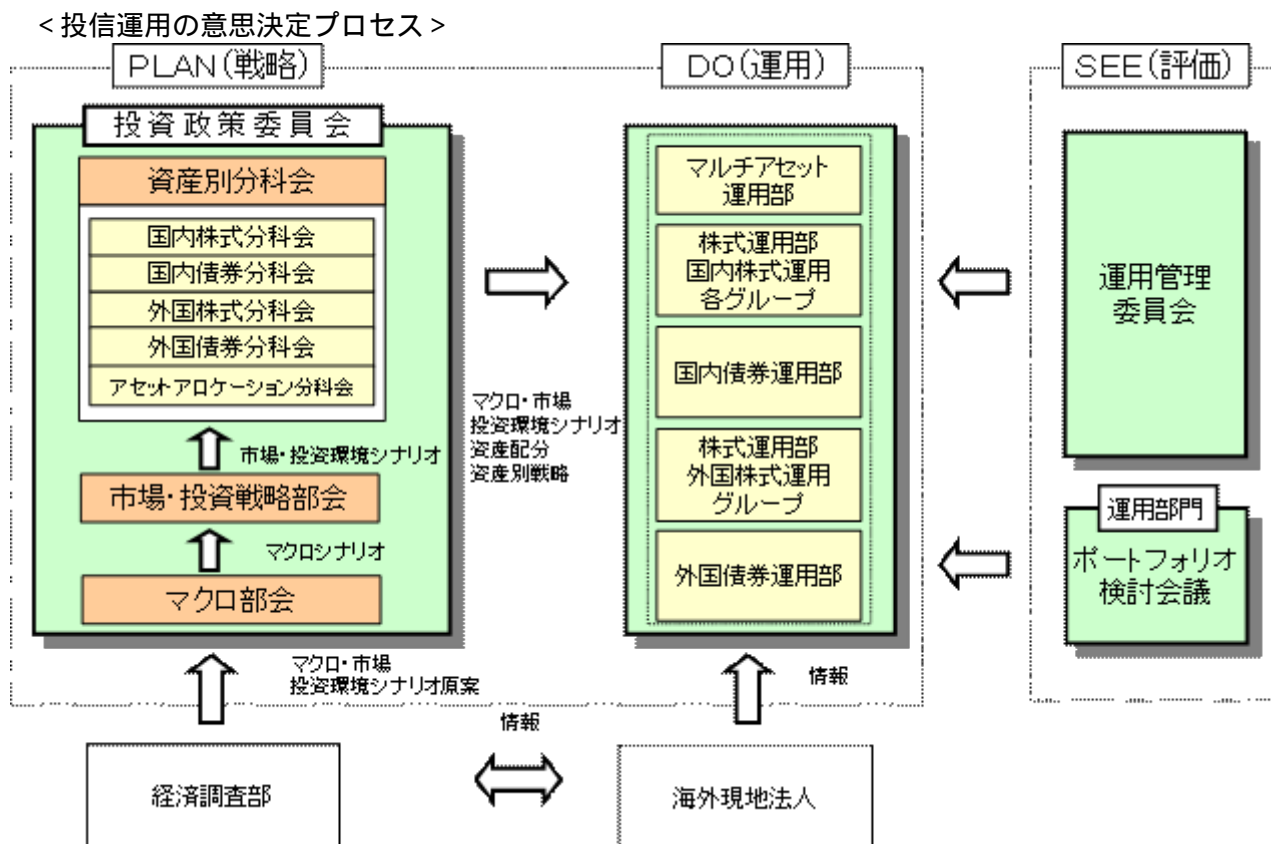 <投信運用の意思決定プロセス>
PLAN(戦略)
投資政策委員会
資産別分科会
国内株式分科会
国内債券分科会
外国株式分科会
外国債券分科会
アセットアロケーション分科会
市場・投資環境シナリオ
市場・投資戦略部会
マクロシナリオ
マクロ部会
マクロ・市場
投資環境シナリオ原案
マクロ・市場
投資環境シナリオ
資産配分
資産別戦略
DO(運用)
マルチアセット
運用部
株式運用部
国内株式運用
各グループ
国内債券運用部
株式運用部
外国株式運用
グループ
外国債券運用部
情報
SEE(評価)
運用管理
委員会
運用部門
ポートフォリオ
検討会議
経済調査部
情報
海外現地法人